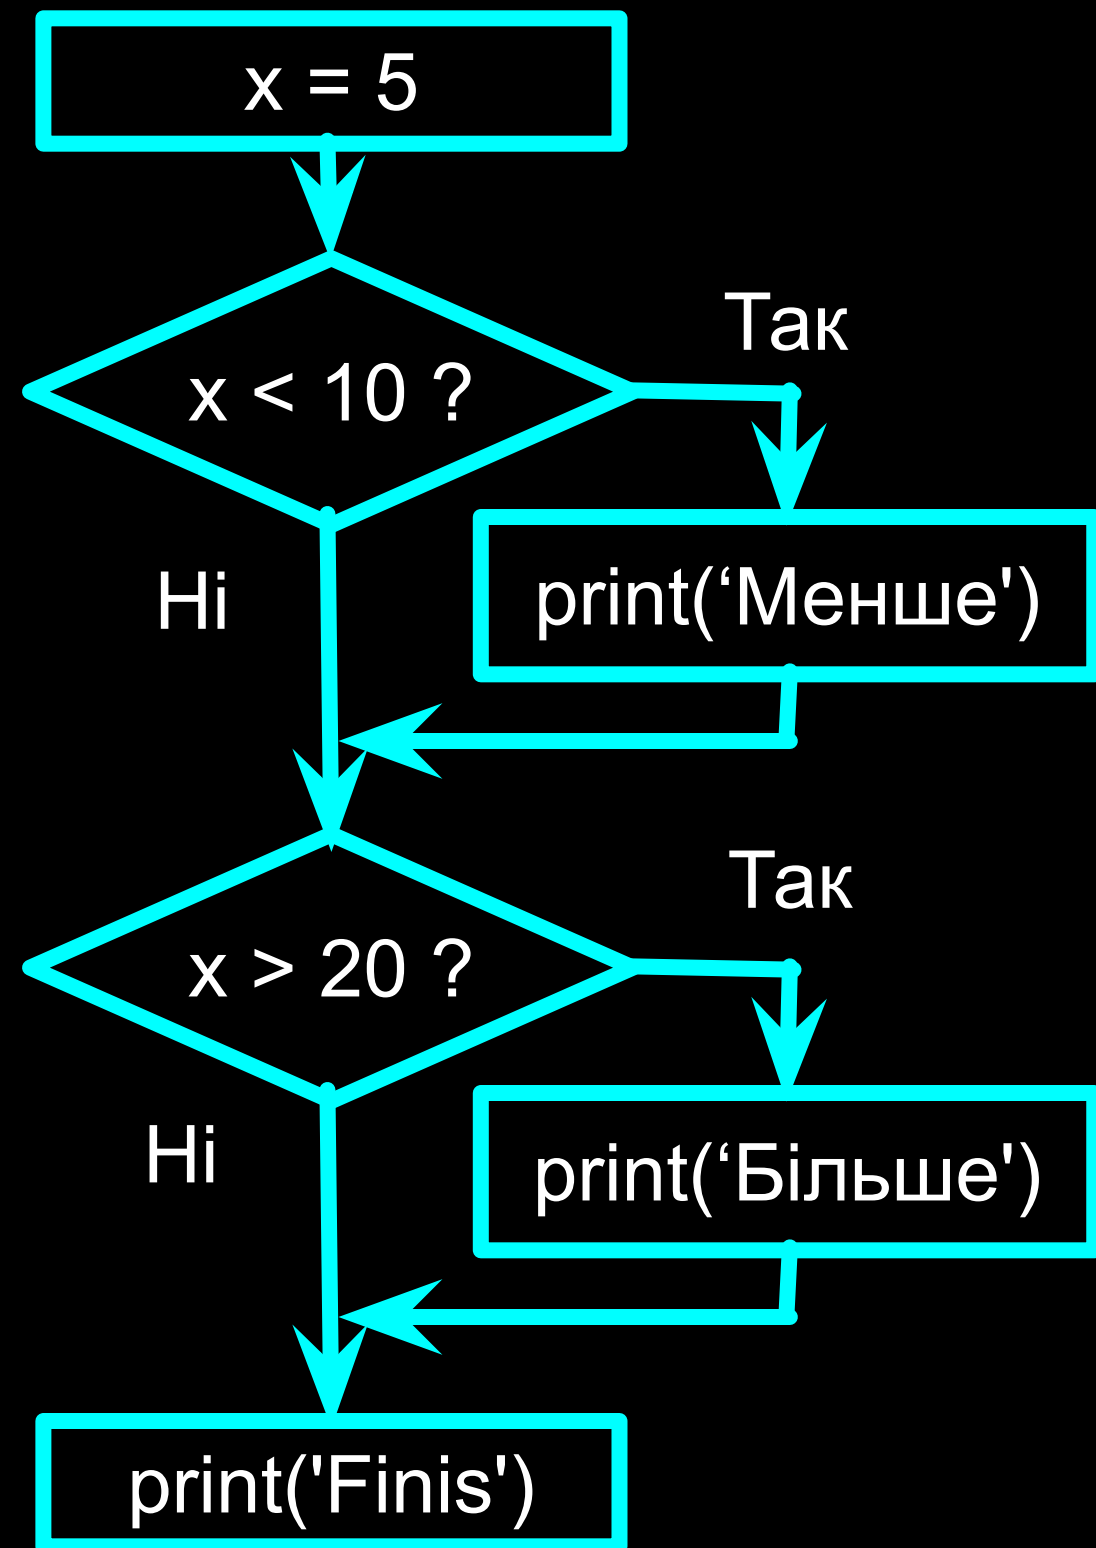 x = 5
Так
x < 10 ?
Ні
print(‘Менше')
Так
x > 20 ?
Ні
print(‘Більше')
print('Finis')